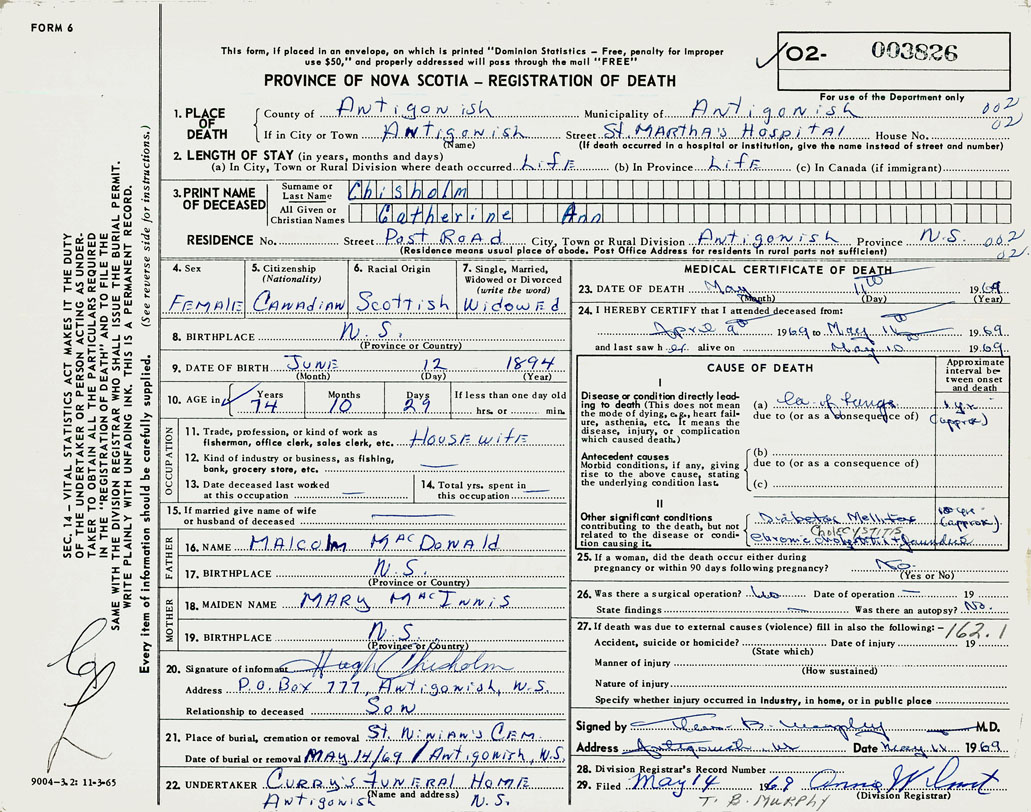 FORM 6
This form, if placed in an envelope, on which is printed "Dominion Statistics – Free, penalty for improper
use $50," and properly addressed will pass through the mail "FREE"
02- 003826
For use of the Department only
PROVINCE OF NOVA SCOTIA – REGISTRATION OF DEATH
1. PLACE OF DEATH County of Antigonish Municipality of Antigonish 002
If in City or Town Antigonish Street St. Martha's Hospital House No. 02
(Name) (If death occurred in a hospital or institution, give the name instead of street and number)
2. LENGTH OF STAY (in years, months and days)
(a) In City, Town or Rural Division where death occurred Life (b) In Province Life (c) In Canada (if immigrant)
3. PRINT NAME OF DECEASED Surname or Last Name Chisholm
All Given or Christian Names Catherine Ann
RESIDENCE No. Street Post Road City, Town or Rural Division Antigonish Province N.S. 002
(Residence means usual place of abode. Post Office Address for residents in rural parts not sufficient) 02
4. Sex 5. Citizenship (Nationality) 6. Racial Origin 7. Single, Married, Widowed or Divorced (write the word)
Female Canadian Scottish Widowed
8. BIRTHPLACE N.S.
(Province or Country)
9. DATE OF BIRTH June 12 1894
(Month) (Day) (Year)
10. AGE in Years Months Days If less than one day old
74 10 29 hrs. or min.
OCCUPATION
11. Trade, profession, or kind of work as
fisherman, office clerk, sales clerk, etc. Housewife
12. Kind of industry or business, as fishing,
bank, grocery store, etc. —
13. Date deceased last worked
at this occupation —
14. Total yrs. spent in
this occupation —
15. If married give name of wife
or husband of deceased —
FATHER
16. NAME Malcolm MacDonald
17. BIRTHPLACE N.S.
(Province or Country)
MOTHER
18. MAIDEN NAME Mary MacInnis
19. BIRTHPLACE N.S.
(Province or Country)
20. Signature of informant Hugh Chisholm
Address P.O. Box 777, Antigonish, N.S.
Relationship to deceased Son
21. Place of burial, cremation or removal St. Ninian's Cem.
Date of burial or removal May 14/69 Antigonish, N.S.
22. UNDERTAKER Curry's Funeral Home
(Name and address)
Antigonish N.S.
MEDICAL CERTIFICATE OF DEATH
23. DATE OF DEATH May 11th 1969
(Month) (Day) (Year)
24. I HEREBY CERTIFY that I attended deceased from:
April 9th 1969 to May 11 1969
and last saw her alive on May 10 1969
CAUSE OF DEATH
Approximate interval between onset and death
I
Disease or condition directly leading
to death (This does not mean
the mode of dying, e.g., heart failure,
asthenia, etc. It means the
disease, injury, or complication
which caused death.)
(a) Ca of lungs 1 yr
due to (or as a consequence of) (approx)
Antecedent causes
Morbid conditions, if any, giving
rise to the above cause, stating
the underlying condition last.
(b)
due to (or as a consequence of)
(c)
II
Other significant conditions
contributing to the death, but not
related to the disease or condition
causing it.
Diabetes Mellitus (approx)
Cholecystitis
chronic jaundice
25. If a woman, did the death occur either during
pregnancy or within 90 days following pregnancy? No
(Yes or No)
26. Was there a surgical operation? No Date of operation — 19
State findings — Was there an autopsy? No.
27. If death was due to external causes (violence) fill in also the following: – 162.1
Accident, suicide or homicide? Date of injury 19
(State which)
Manner of injury
(How sustained)
Nature of injury
Specify whether injury occurred in Industry, in home, or in public place
Signed by B. Murphy M.D.
Address Antigonish NS Date May 11 1969
28. Division Registrar's Record Number
29. Filed May 14 1969
(Division Registrar)
T. B. Murphy
SEC. 14 – VITAL STATISTICS ACT MAKES IT THE DUTY
OF THE UNDERTAKER OR PERSON ACTING AS UNDER-
TAKER TO OBTAIN ALL THE PARTICULARS REQUIRED
IN THE "REGISTRATION OF DEATH" AND TO FILE THE
SAME WITH THE DIVISION REGISTRAR WHO SHALL ISSUE THE BURIAL PERMIT.
WRITE PLAINLY WITH UNFADING INK. THIS IS A PERMANENT RECORD.
Every item of information should be carefully supplied. (See reverse side for instructions.)
9004-3.2: 11-3-65